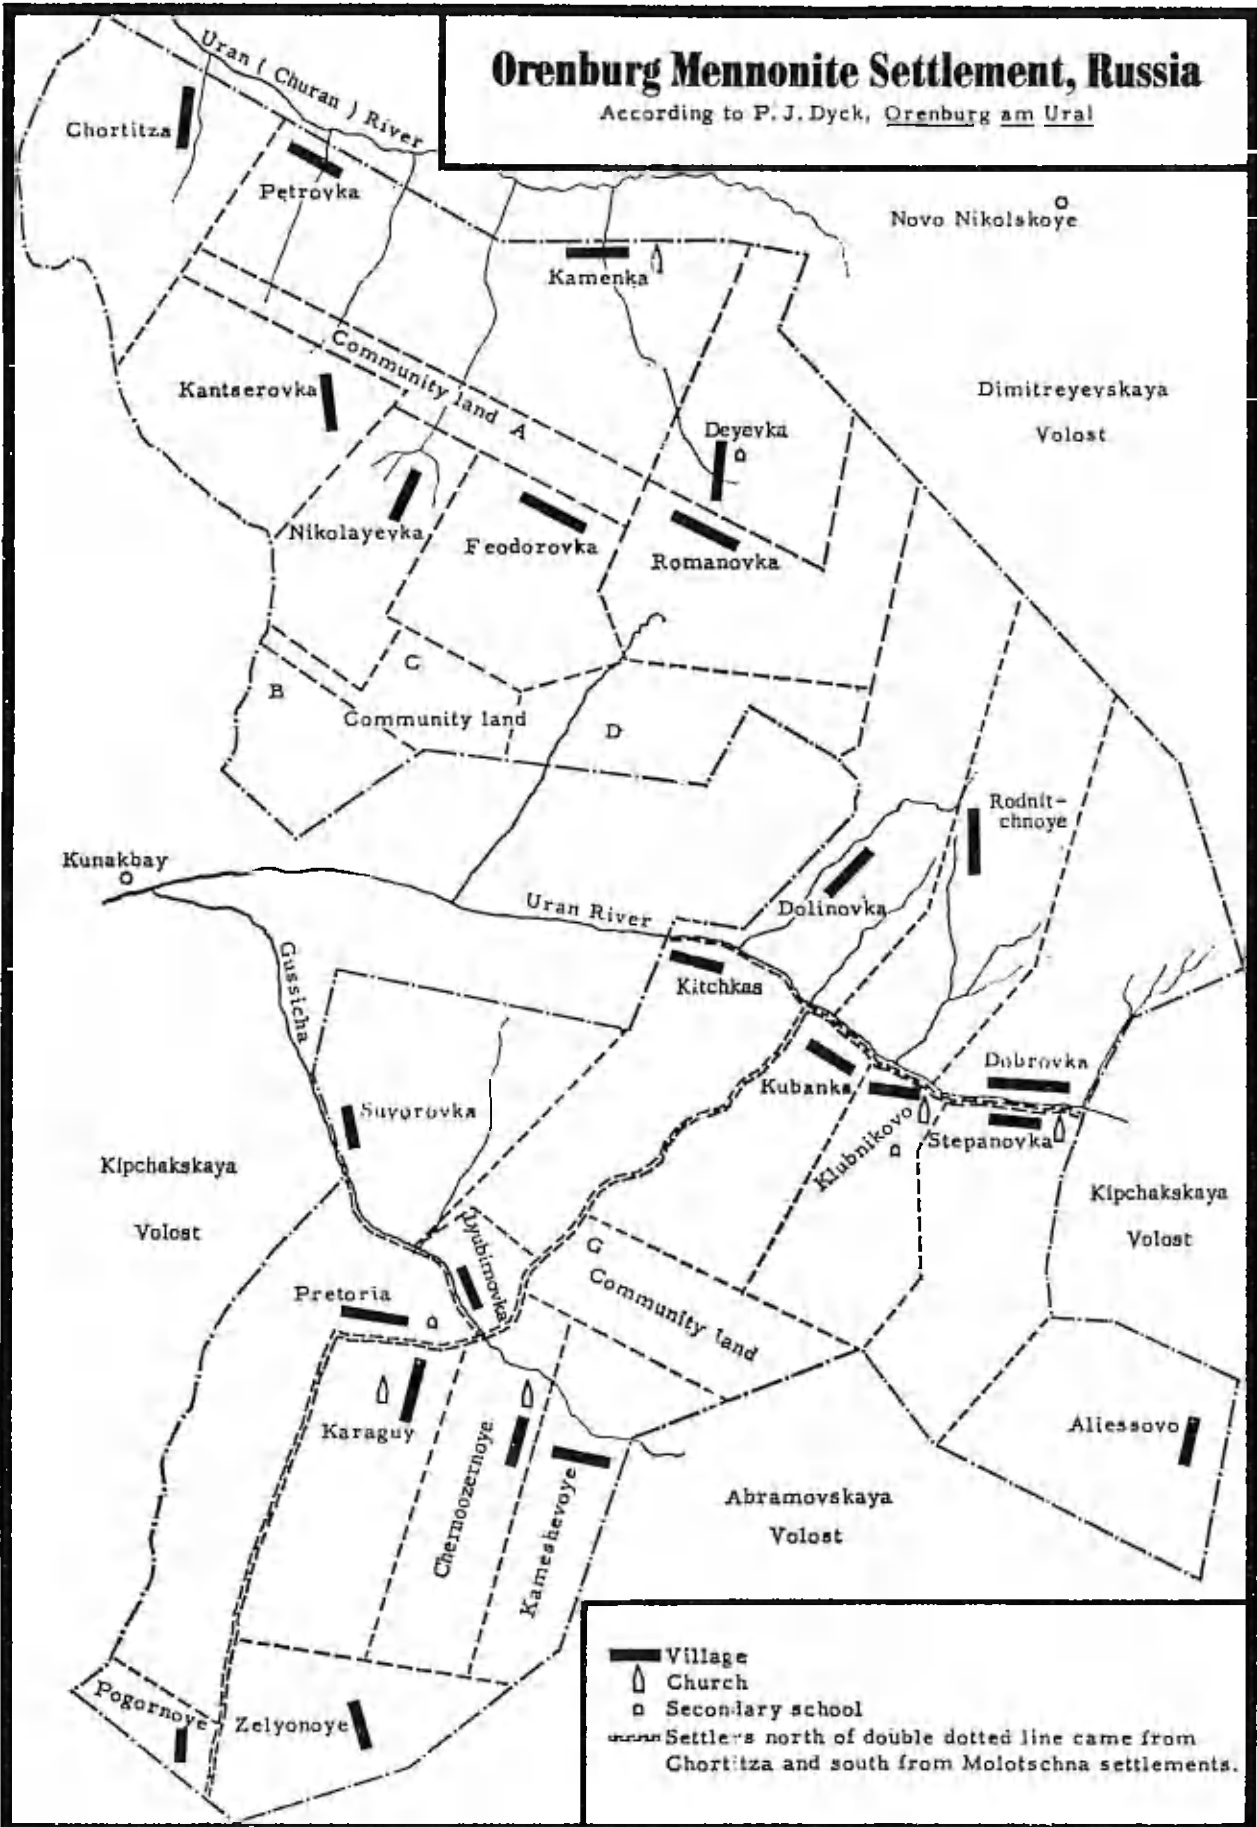 Orenburg Mennonite Settlement, Russia
According to P. J. Dyck, Orenburg am Ural
Uran ( Churan ) River
Chortitza
Petrovka
Novo Nikolskoye
Kamenka
Community land A
Kantserovka
Dimitreyevskaya
Volost
Deyevka
Nikolayevka
Feodorovka
Romanovka
C
B
Community land
D
Rodnit-
chnoye
Kunakbay
Uran River
Dolinovka
Gussicha
Kitchkas
Dobrovka
Kubanka
Suvorovka
Klubnikovo
Stepanovka
Kipchakskaya
Volost
Kipchakskaya
Volost
Lyubimovka
G
Community land
Pretoria
Karaguy
Chernoozernoye
Kameshevoye
Aliessovo
Abramovskaya
Volost
Pogornoye
Zelyonoye
Village
Church
Secondary school
Settlers north of double dotted line came from
Chortitza and south from Molotschna settlements.